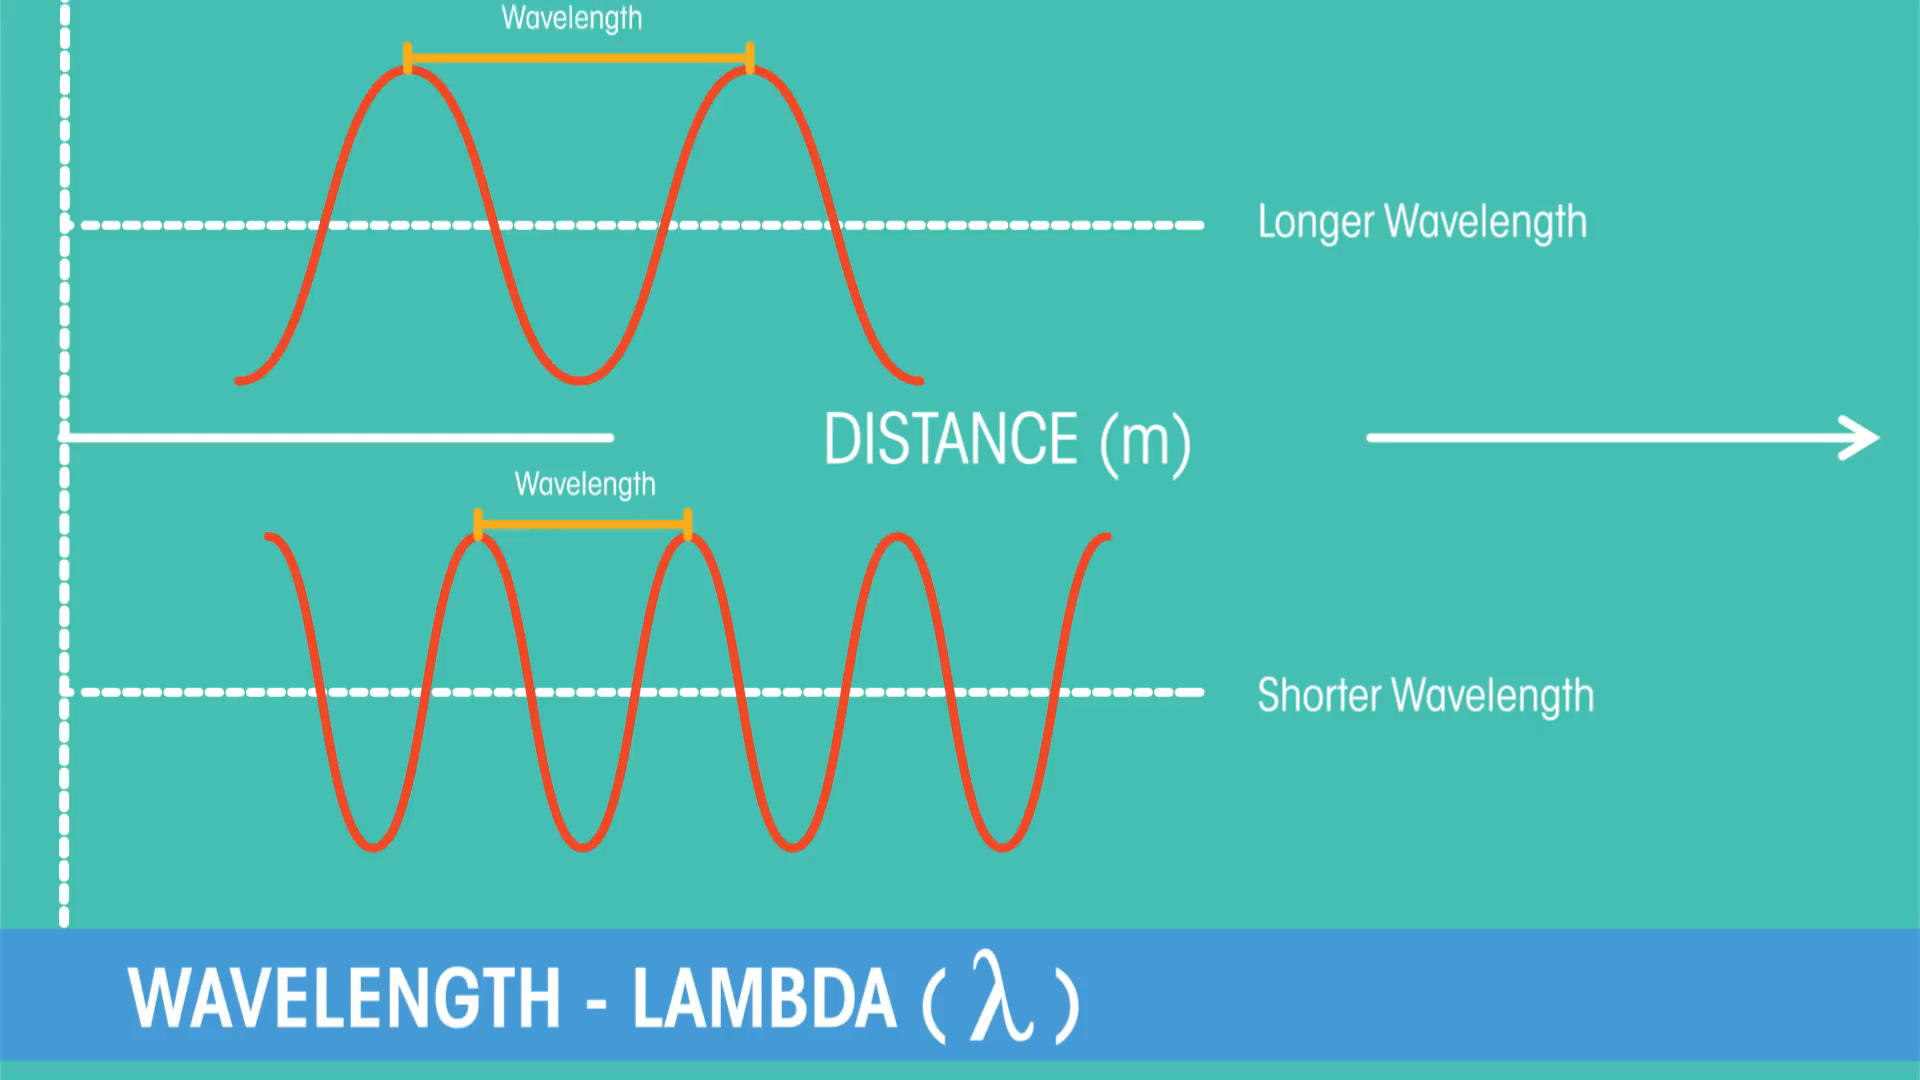 Wavelength
Longer Wavelength
DISTANCE (m)
Wavelength
Shorter Wavelength
WAVELENGTH - LAMBDA ( λ )